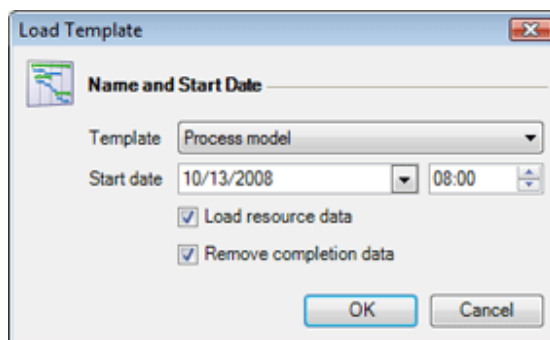 Load Template
Name and Start Date
Template Process model
Start date 10/13/2008 08:00
Load resource data
Remove completion data
OK Cancel